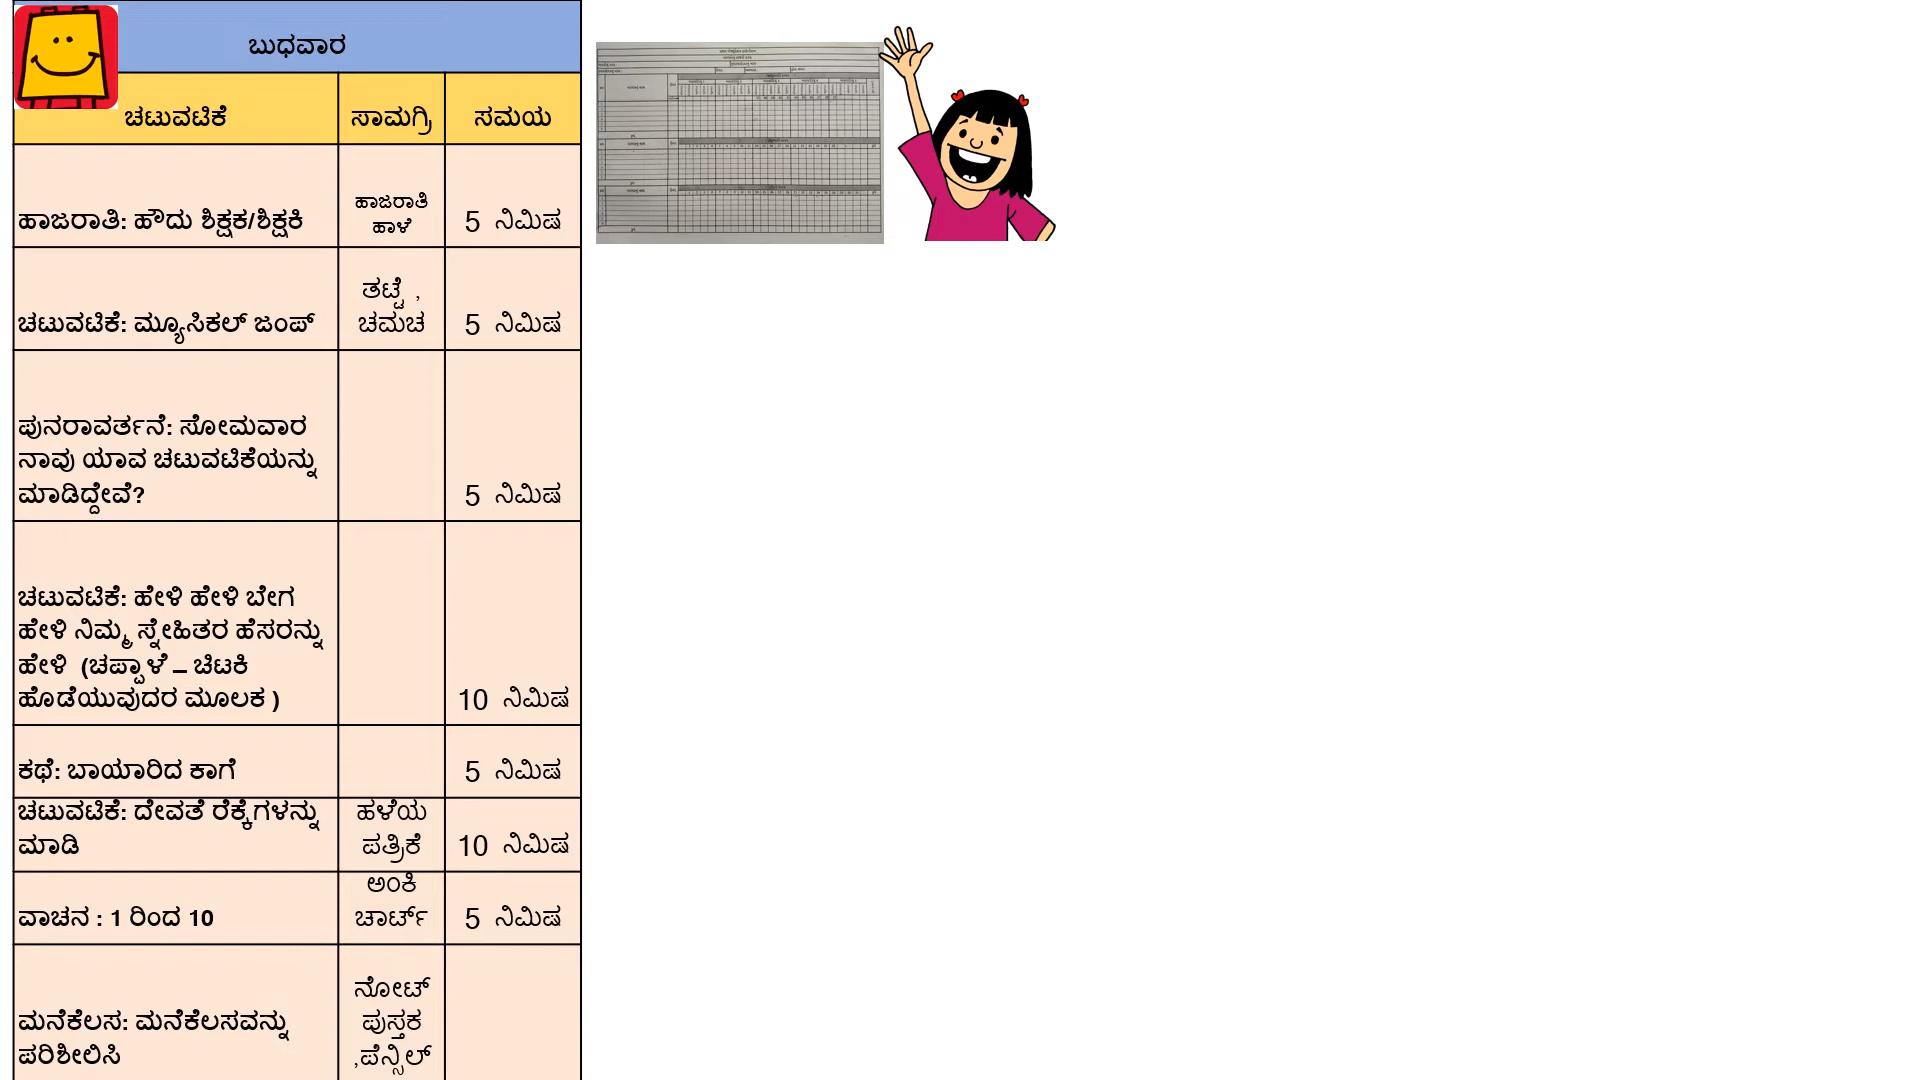 ಬುಧವಾರ
ಚಟುವಟಿಕೆ ಸಾಮಗ್ರಿ ಸಮಯ
ಹಾಜರಾತಿ: ಹೌದು ಶಿಕ್ಷಕ/ಶಿಕ್ಷಕಿ
ಹಾಜರಾತಿ
ಹಾಳೆ
5 ನಿಮಿಷ
ಚಟುವಟಿಕೆ: ಮ್ಯೂಸಿಕಲ್ ಜಂಪ್
ತಟ್ಟೆ ,
ಚಮಚ
5 ನಿಮಿಷ
ಪುನರಾವರ್ತನೆ: ಸೋಮವಾರ
ನಾವು ಯಾವ ಚಟುವಟಿಕೆಯನ್ನು
ಮಾಡಿದ್ದೇವೆ?
5 ನಿಮಿಷ
ಚಟುವಟಿಕೆ: ಹೇಳಿ ಹೇಳಿ ಬೇಗ
ಹೇಳಿ ನಿಮ್ಮ ಸ್ನೇಹಿತರ ಹೆಸರನ್ನು
ಹೇಳಿ (ಚಪ್ಪಾಳೆ – ಚಿಟಕಿ
ಹೊಡೆಯುವುದರ ಮೂಲಕ )
10 ನಿಮಿಷ
ಕಥೆ: ಬಾಯಾರಿದ ಕಾಗೆ
5 ನಿಮಿಷ
ಚಟುವಟಿಕೆ: ದೇವತೆ ರೆಕ್ಕೆಗಳನ್ನು
ಮಾಡಿ
ಹಳೆಯ
ಪತ್ರಿಕೆ
10 ನಿಮಿಷ
ವಾಚನ : 1 ರಿಂದ 10
ಅಂಕಿ
ಚಾರ್ಟ್
5 ನಿಮಿಷ
ಮನೆಕೆಲಸ: ಮನೆಕೆಲಸವನ್ನು
ಪರಿಶೀಲಿಸಿ
ನೋಟ್
ಪುಸ್ತಕ
,ಪೆನ್ಸಿಲ್